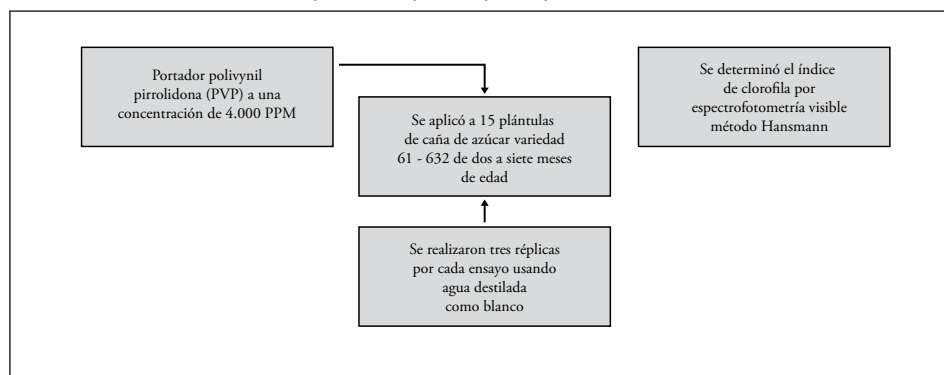 Portador polivynil
pirrolidona (PVP) a una
concentración de 4.000 PPM
Se aplicó a 15 plántulas
de caña de azúcar variedad
61 - 632 de dos a siete meses
de edad
Se realizaron tres réplicas
por cada ensayo usando
agua destilada
como blanco
Se determinó el índice
de clorofila por
espectrofotometría visible
método Hansmann